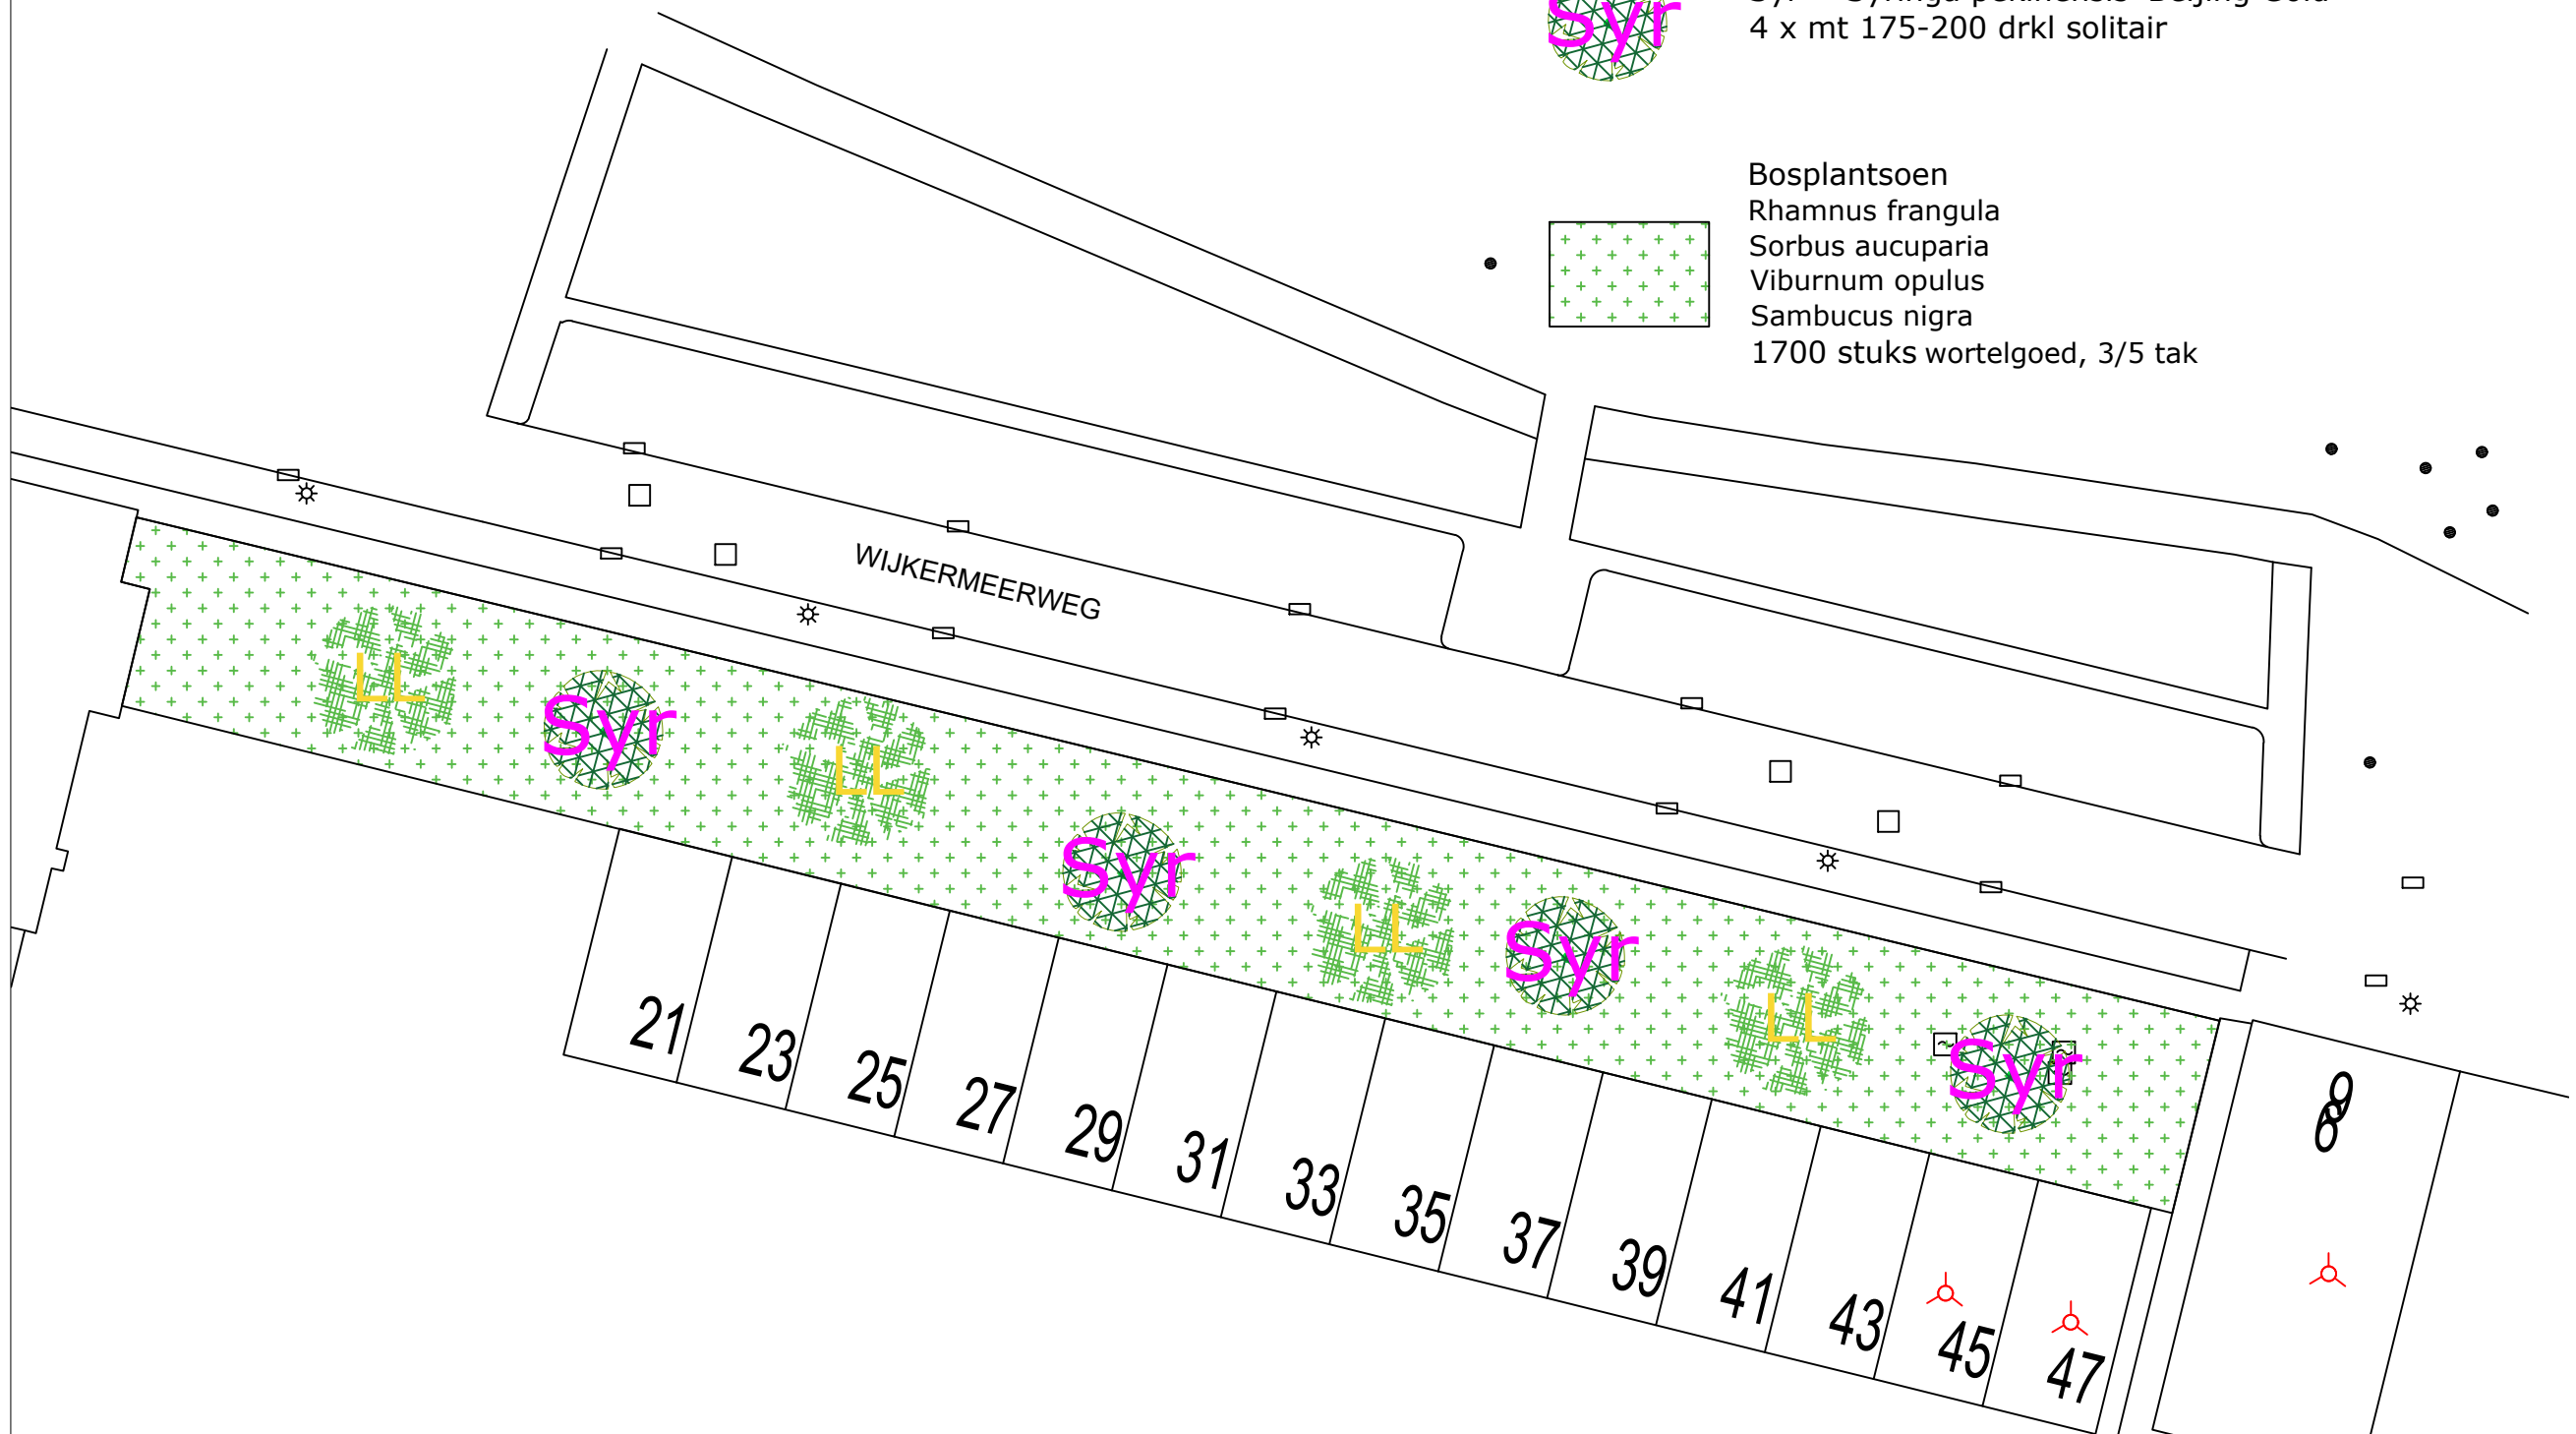 Syr
4 x mt 175-200 drkl solitair
Bosplantsoen
Rhamnus frangula
Sorbus aucuparia
Viburnum opulus
Sambucus nigra
1700 stuks wortelgoed, 3/5 tak
WIJKERMEERWEG
LL
Syr
LL
Syr
LL
Syr
LL
Syr
21
23
25
27
29
31
33
35
37
39
41
43
45
47
9
6